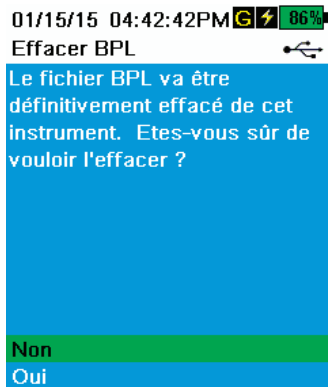 01/15/15 04:42:42PM G 86%
Effacer BPL
Le fichier BPL va être
définitivement effacé de cet
instrument. Etes-vous sûr de
vouloir l'effacer ?
Non
Oui